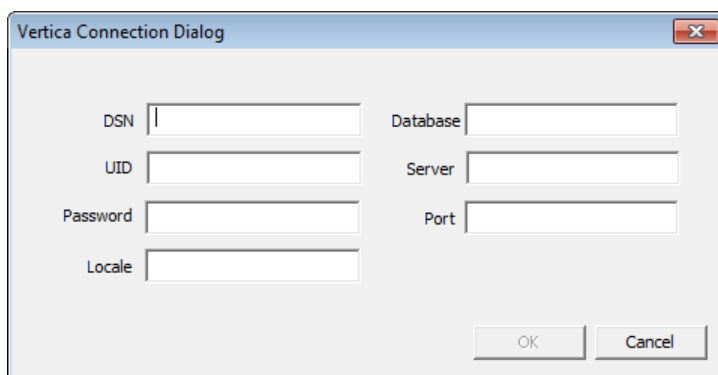 Vertica Connection Dialog
DSN Database
UID Server
Password Port
Locale
OK Cancel